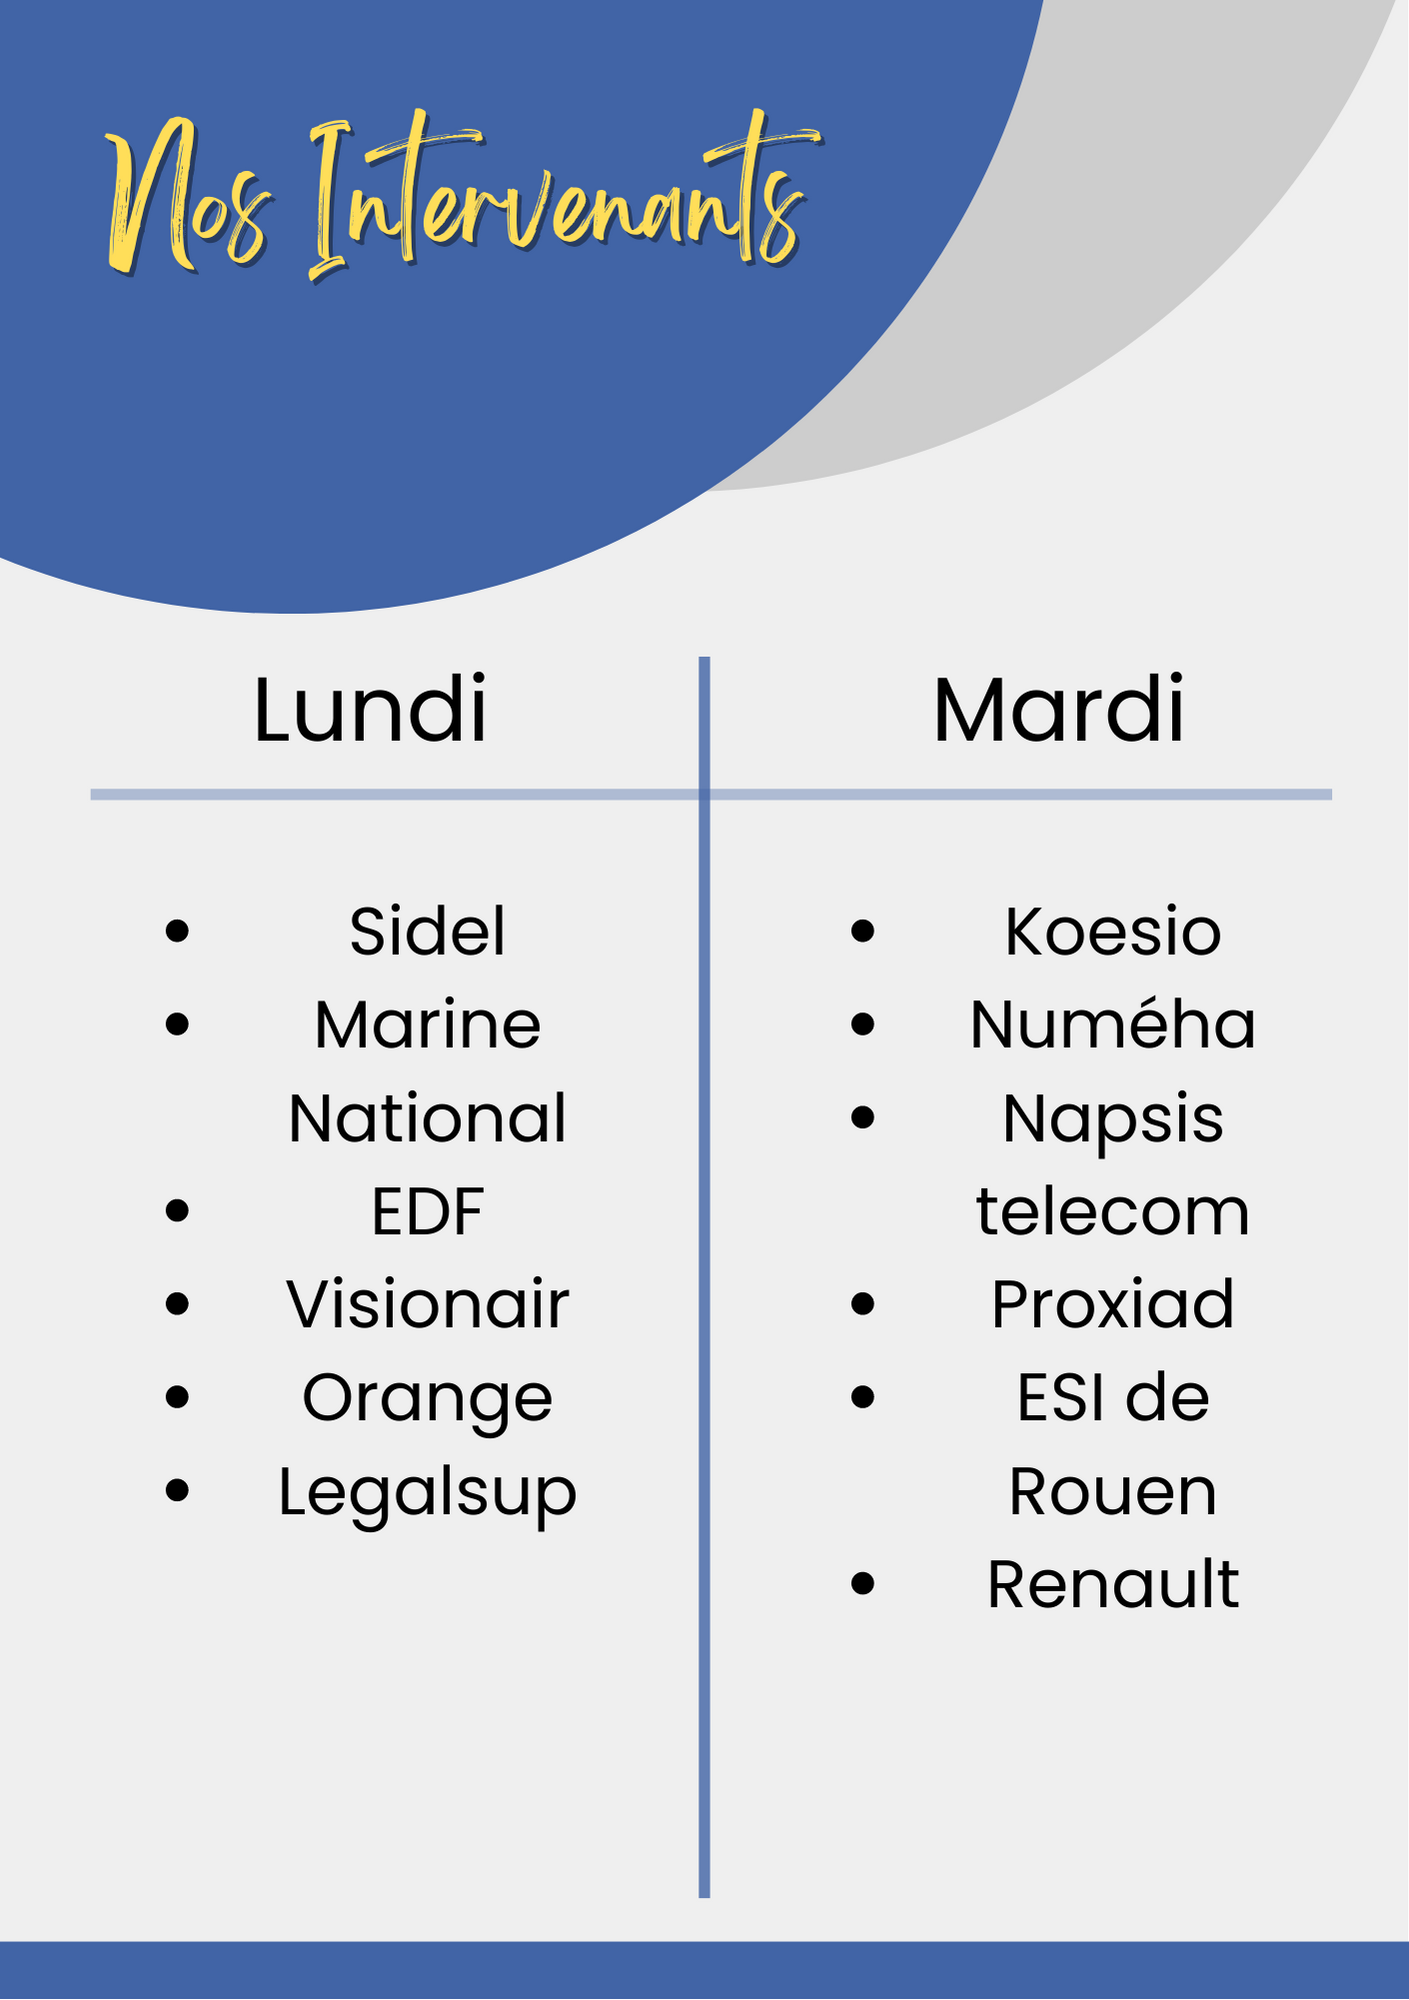 Nos Intervenants
Lundi
• Sidel
• Marine
National
• EDF
• Visionair
• Orange
• Legalsup
Mardi
• Koesio
• Numéha
• Napsis
telecom
• Proxiad
• ESI de
Rouen
• Renault